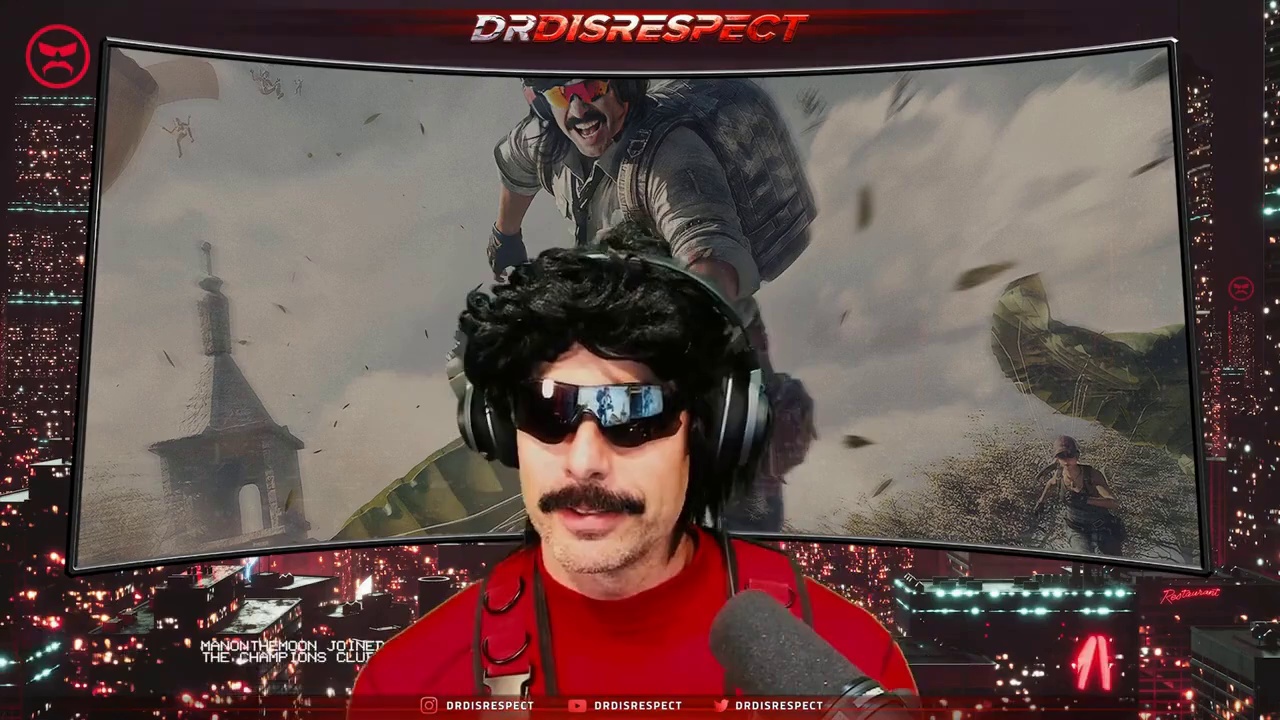 DRDISRESPECT
Restaurant
MANONTHEMOON JOINED
THE CHAMPIONS CLUB
DRDISRESPECT DRDISRESPECT DRDISRESPECT